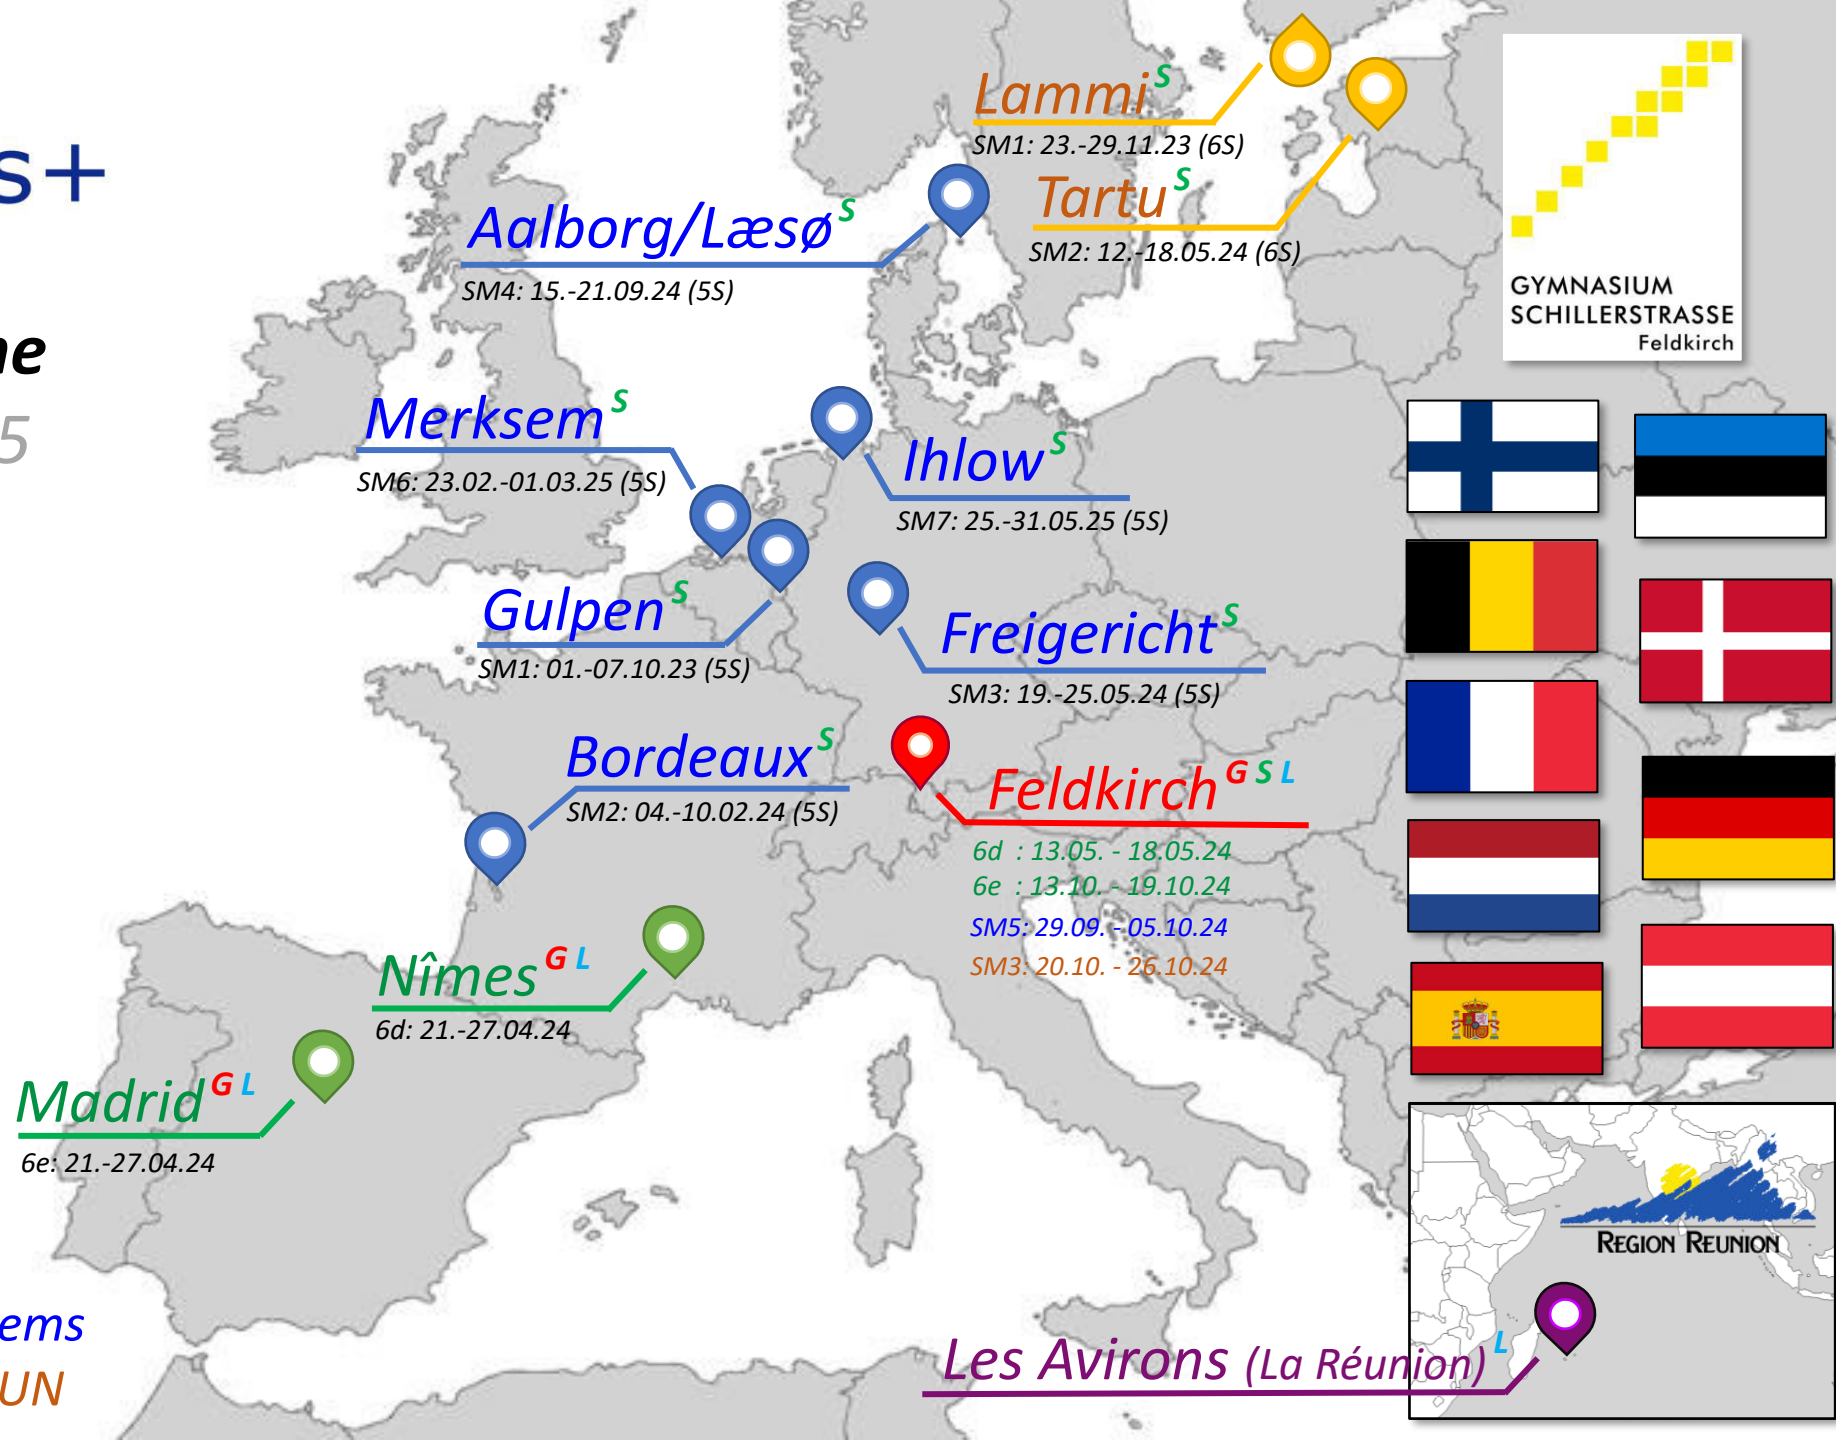 s+
ne
5
Lammi S
SM1: 23.-29.11.23 (6S)
Tartu S
SM2: 12.-18.05.24 (6S)
Aalborg/Læsø S
SM4: 15.-21.09.24 (5S)
GYMNASIUM
SCHILLERSTRASSE
Feldkirch
Merksem S
SM6: 23.02.-01.03.25 (5S)
Ihlow S
SM7: 25.-31.05.25 (5S)
Gulpen S
SM1: 01.-07.10.23 (5S)
Freigericht S
SM3: 19.-25.05.24 (5S)
Bordeaux S
SM2: 04.-10.02.24 (5S)
Feldkirch G S L
6d : 13.05. - 18.05.24
6e : 13.10. - 19.10.24
SM5: 29.09. - 05.10.24
SM3: 20.10. - 26.10.24
Nîmes G L
6d: 21.-27.04.24
Madrid G L
6e: 21.-27.04.24
REGION REUNION
ems
UN
Les Avirons (La Réunion) L